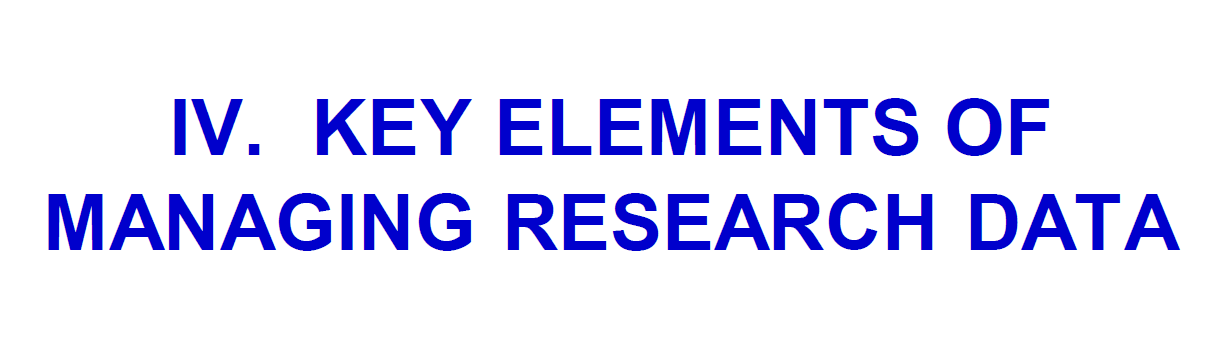 IV.  KEY ELEMENTS OF
MANAGING RESEARCH DATA